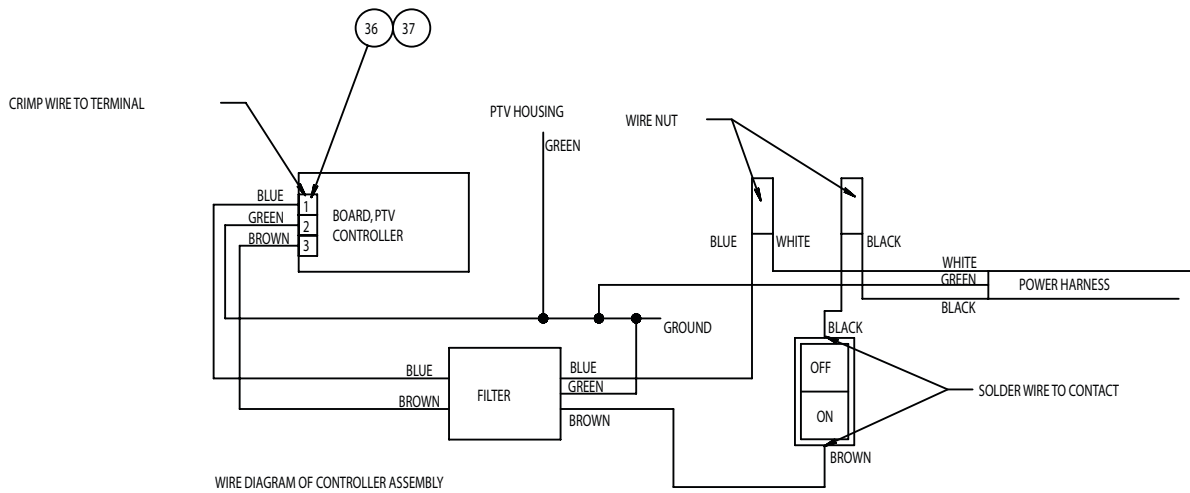 36 37
CRIMP WIRE TO TERMINAL
PTV HOUSING
WIRE NUT
GREEN
BLUE
1
GREEN
2
BROWN
3
BOARD, PTV
CONTROLLER
BLUE
WHITE
BLACK
WHITE
GREEN
POWER HARNESS
BLACK
GROUND
BLACK
BLUE
FILTER
BLUE
GREEN
BROWN
BROWN
OFF
ON
SOLDER WIRE TO CONTACT
BROWN
WIRE DIAGRAM OF CONTROLLER ASSEMBLY